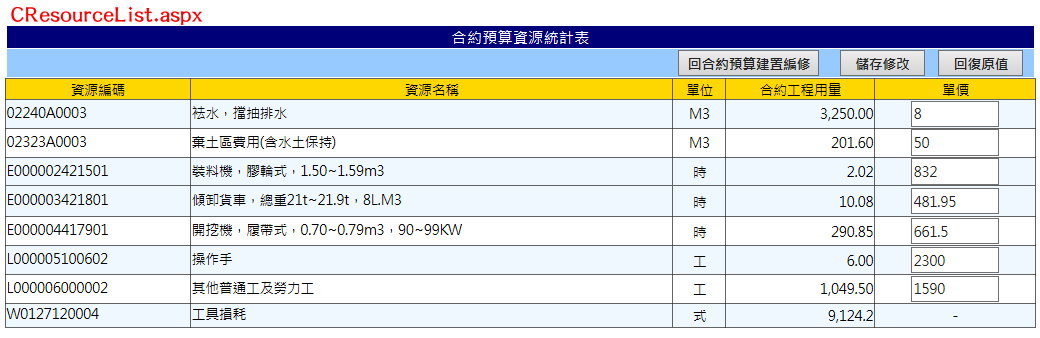 CResourceList.aspx
合約預算資源統計表
回合約預算建置編修 儲存修改 回復原值
資源編碼 資源名稱 單位 合約工程用量 單價
02240A0003 袪水，擋抽排水 M3 3,250.00 8
02323A0003 棄土區費用(含水土保持) M3 201.60 50
E000002421501 裝料機，膠輪式，1.50~1.59m3 時 2.02 832
E000003421801 傾卸貨車，總重21t~21.9t，8L.M3 時 10.08 481.95
E000004417901 開挖機，履帶式，0.70~0.79m3，90~99KW 時 290.85 661.5
L000005100602 操作手 工 6.00 2300
L000006000002 其他普通工及勞力工 工 1,049.50 1590
W0127120004 工具損耗 式 9,124.2 -